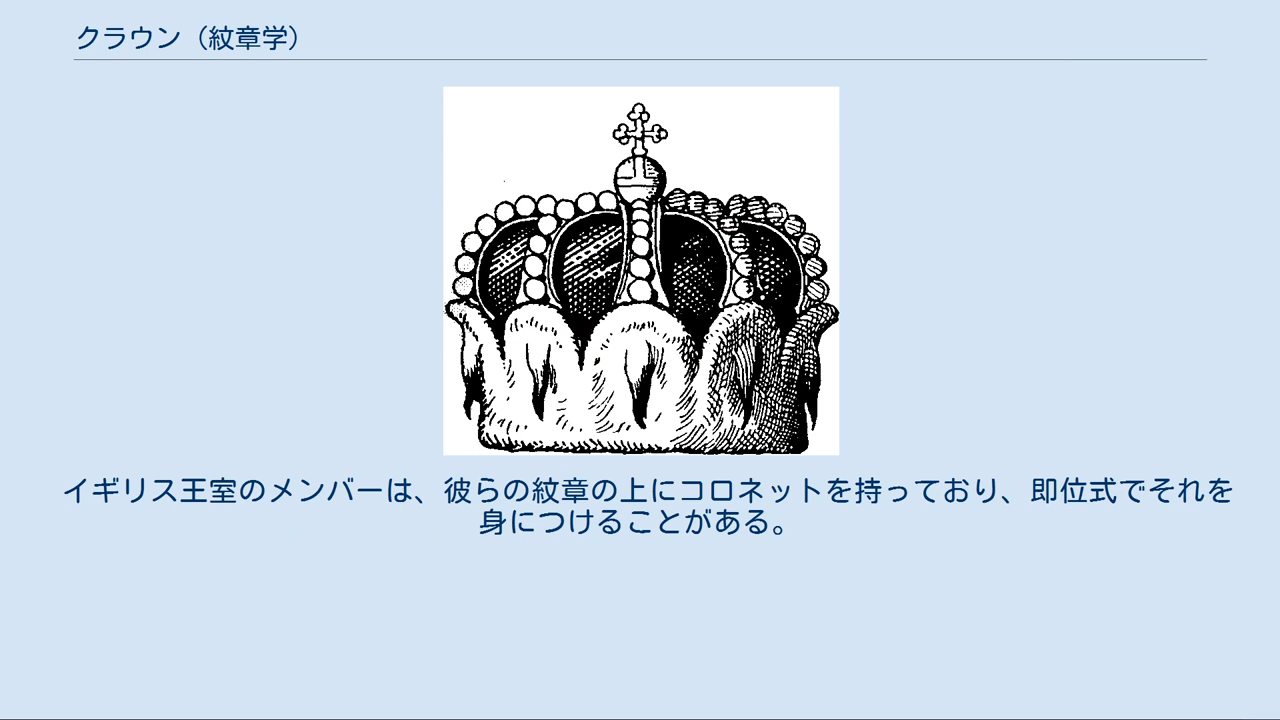 クラウン（紋章学）
イギリス王室のメンバーは、彼らの紋章の上にコロネットを持っており、即位式でそれを
身につけることがある。